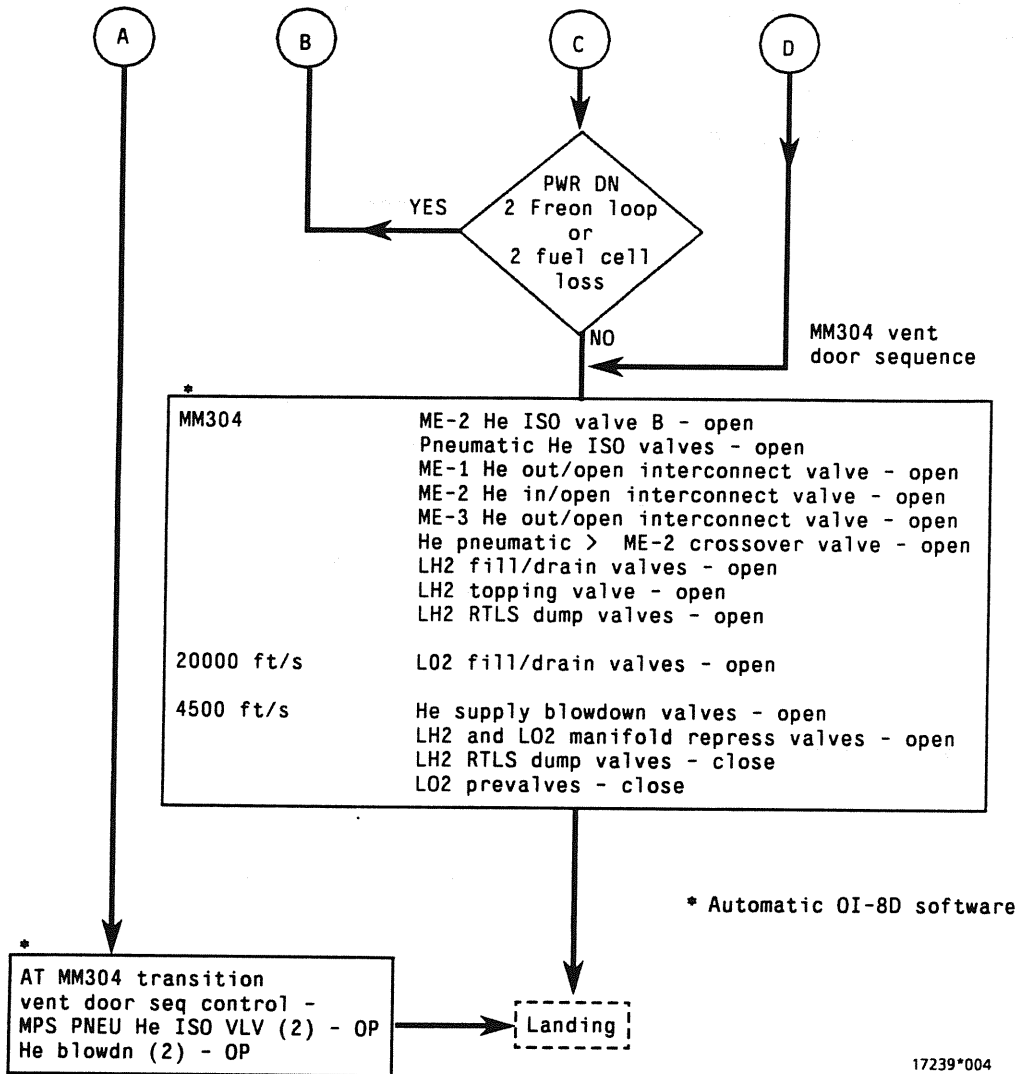 A
B
C
D
PWR DN
2 Freon loop
or
2 fuel cell
loss
YES
NO
MM304 vent
door sequence
*
MM304 ME-2 He ISO valve B - open
Pneumatic He ISO valves - open
ME-1 He out/open interconnect valve - open
ME-2 He in/open interconnect valve - open
ME-3 He out/open interconnect valve - open
He pneumatic > ME-2 crossover valve - open
LH2 fill/drain valves - open
LH2 topping valve - open
LH2 RTLS dump valves - open
20000 ft/s LO2 fill/drain valves - open
4500 ft/s He supply blowdown valves - open
LH2 and LO2 manifold repress valves - open
LH2 RTLS dump valves - close
LO2 prevalves - close
* Automatic OI-8D software
*
AT MM304 transition
vent door seq control -
MPS PNEU He ISO VLV (2) - OP
He blowdn (2) - OP
Landing
17239*004